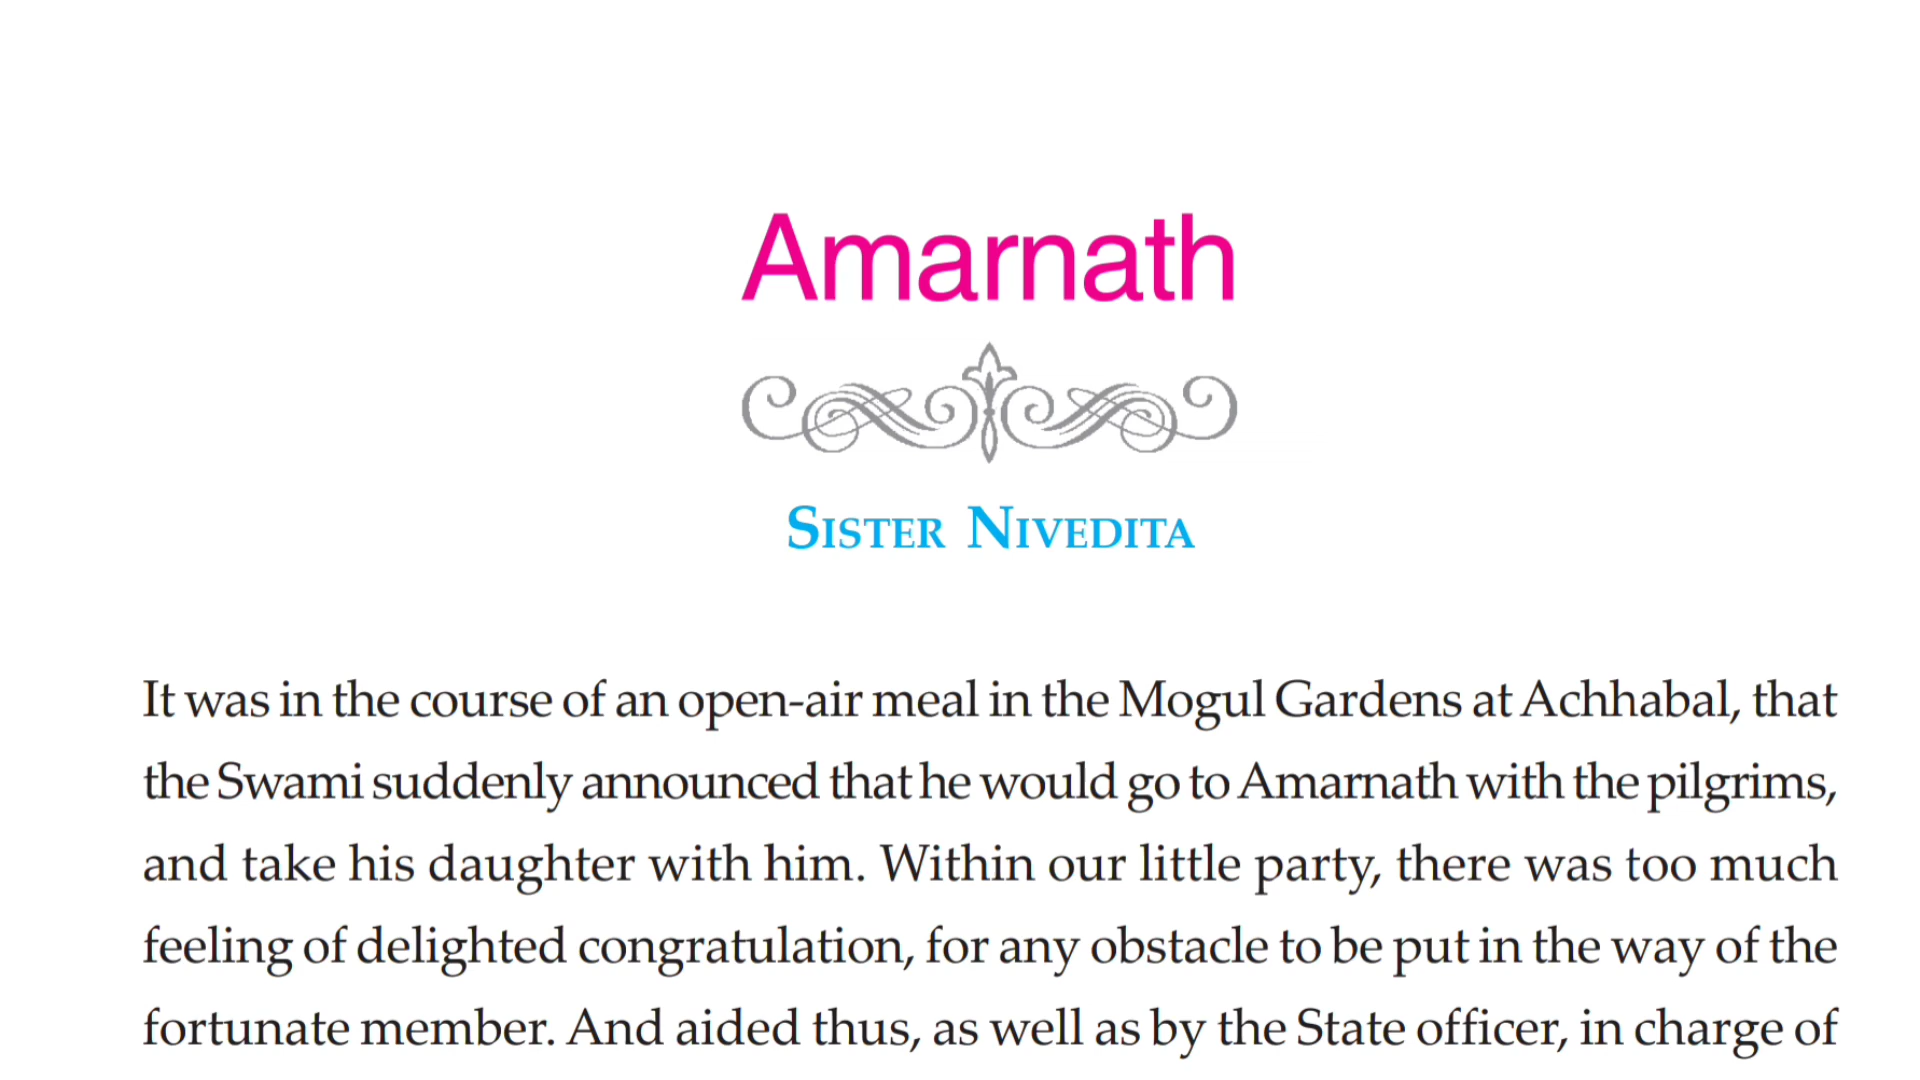 Amarnath
Sister Nivedita
It was in the course of an open-air meal in the Mogul Gardens at Achhabal, that
the Swami suddenly announced that he would go to Amarnath with the pilgrims,
and take his daughter with him. Within our little party, there was too much
feeling of delighted congratulation, for any obstacle to be put in the way of the
fortunate member. And aided thus, as well as by the State officer, in charge of